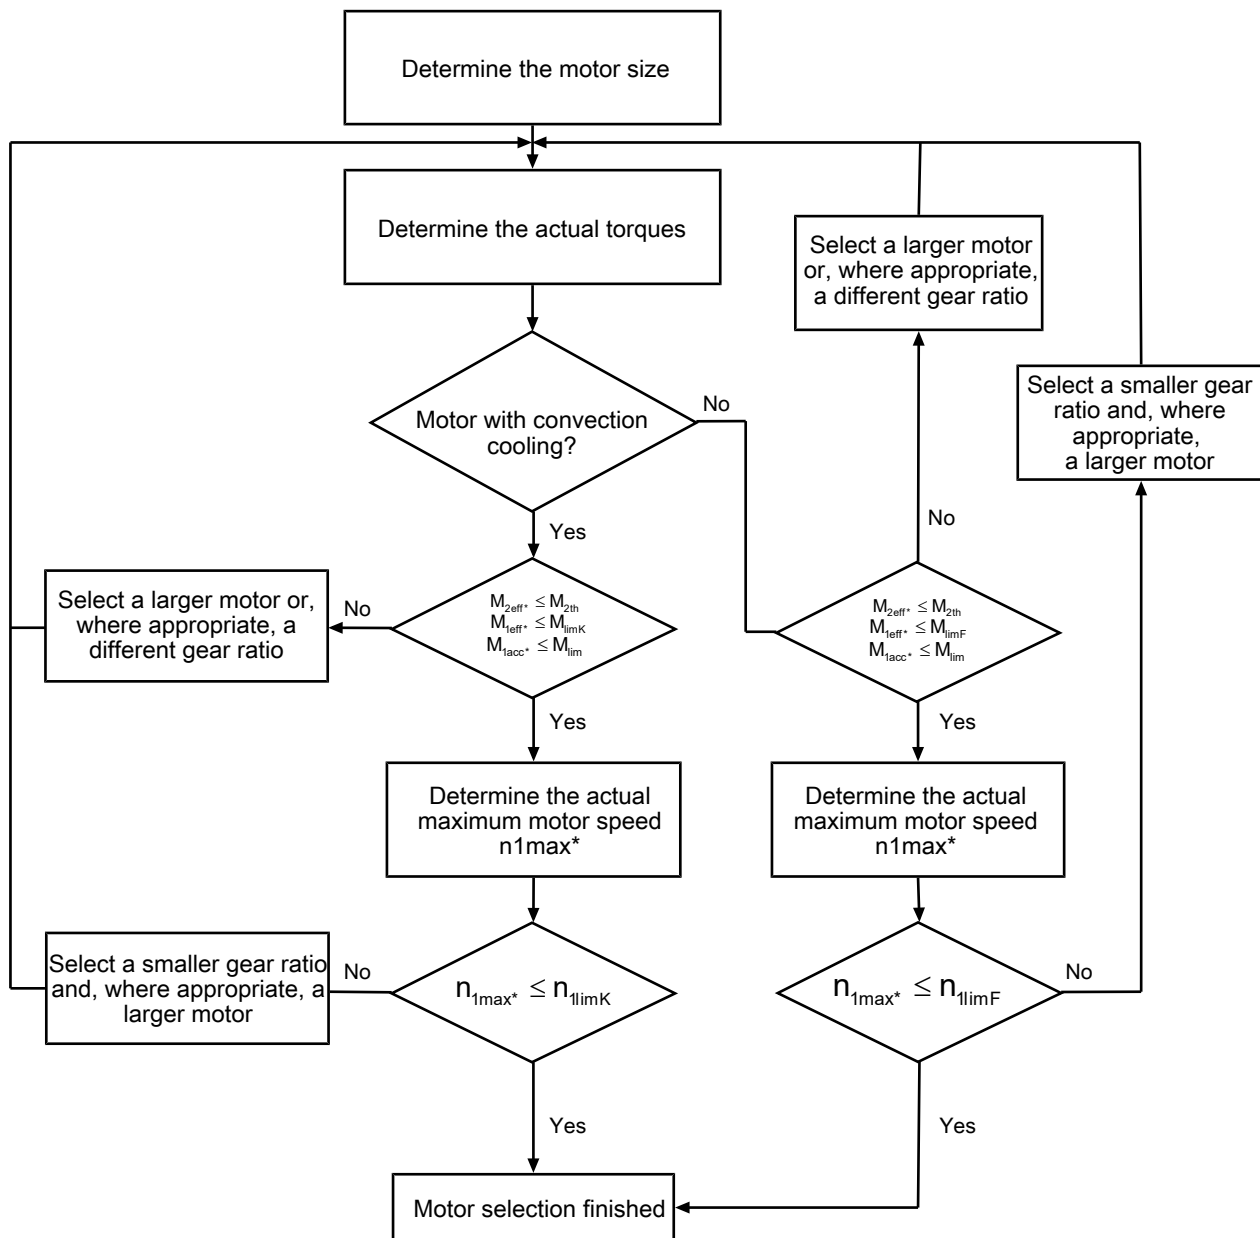 Determine the motor size
Determine the actual torques
Select a larger motor
or, where appropriate,
a different gear ratio
Motor with convection
cooling?
No
Select a smaller gear
ratio and, where
appropriate,
a larger motor
Yes
No
Select a larger motor or,
where appropriate, a
different gear ratio
No
M2eff* ≤ M2th
M1eff* ≤ MlimK
M1acc* ≤ Mlim
M2eff* ≤ M2th
M1eff* ≤ MlimF
M1acc* ≤ Mlim
Yes
Yes
Determine the actual
maximum motor speed
n1max*
Determine the actual
maximum motor speed
n1max*
Select a smaller gear ratio
and, where appropriate, a
larger motor
No
n1max* ≤ n1limK
n1max* ≤ n1limF
No
Yes
Yes
Motor selection finished